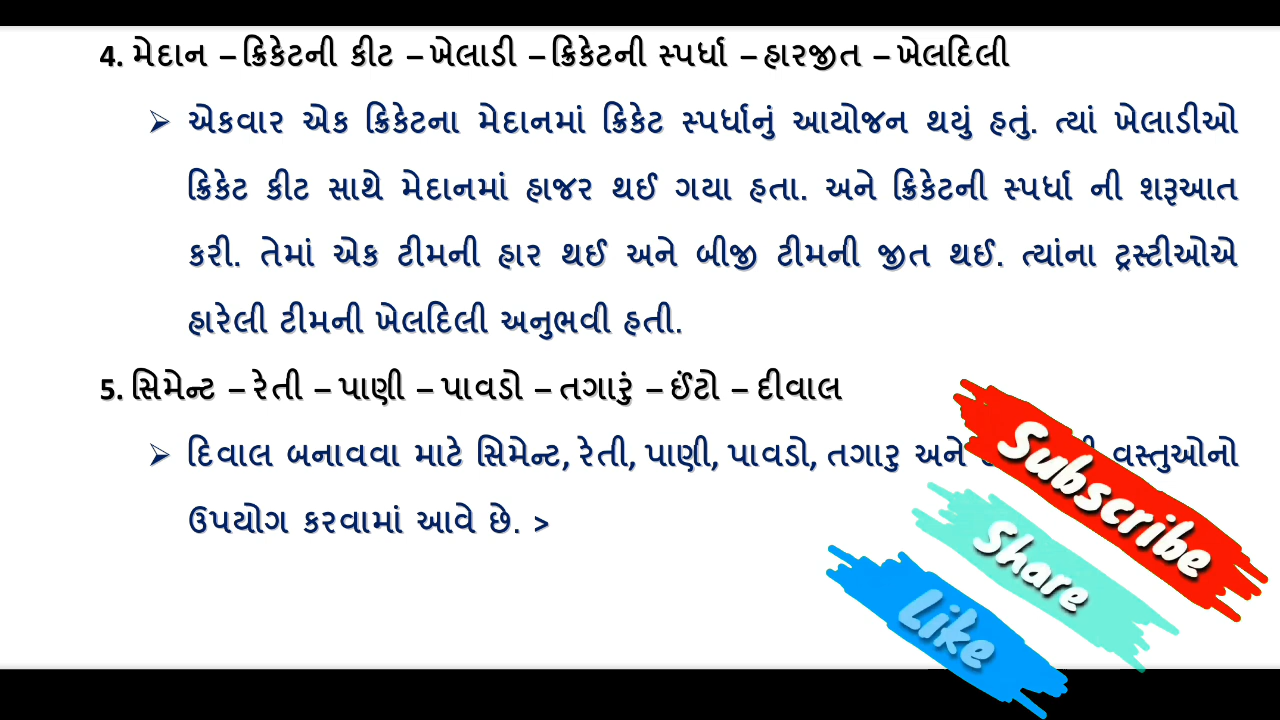 4. મેદાન – ક્રિકેટની કીટ – ખેલાડી – ક્રિકેટની સ્પર્ધા – હારજીત – ખેલદિલી
➢ એકવાર એક ક્રિકેટના મેદાનમાં ક્રિકેટ સ્પર્ધાનું આયોજન થયું હતું. ત્યાં ખેલાડીઓ
ક્રિકેટ કીટ સાથે મેદાનમાં હાજર થઈ ગયા હતા. અને ક્રિકેટની સ્પર્ધા ની શરૂઆત
કરી. તેમાં એક ટીમની હાર થઈ અને બીજી ટીમની જીત થઈ. ત્યાંના ટ્રસ્ટીઓએ
હારેલી ટીમની ખેલદિલી અનુભવી હતી.
5. સિમેન્ટ – રેતી – પાણી – પાવડો – તગારું – ઈંટો – દીવાલ
➢ દિવાલ બનાવવા માટે સિમેન્ટ, રેતી, પાણી, પાવડો, તગારુ અને વસ્તુઓનો
ઉપયોગ કરવામાં આવે છે. >
Subscribe
Share
Like